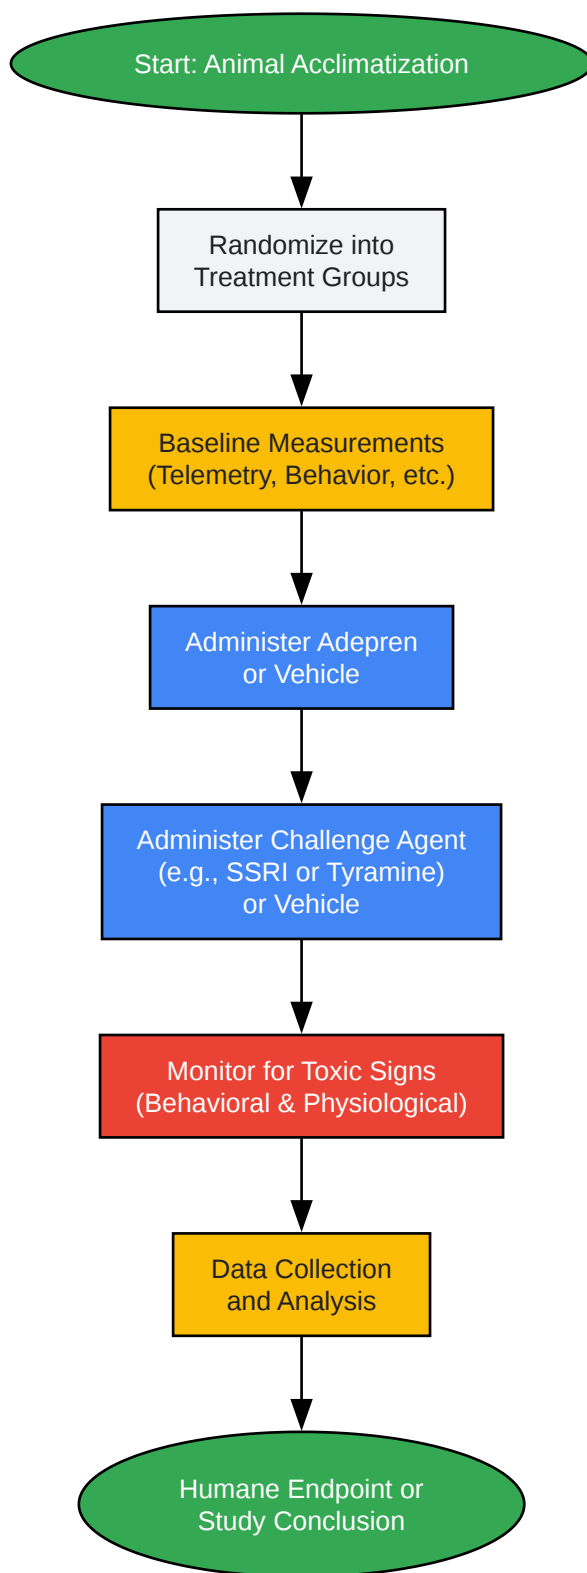 Start: Animal Acclimatization
Randomize into
Treatment Groups
Baseline Measurements
(Telemetry, Behavior, etc.)
Administer Adepren
or Vehicle
Administer Challenge Agent
(e.g., SSRI or Tyramine)
or Vehicle
Monitor for Toxic Signs
(Behavioral & Physiological)
Data Collection
and Analysis
Humane Endpoint or
Study Conclusion